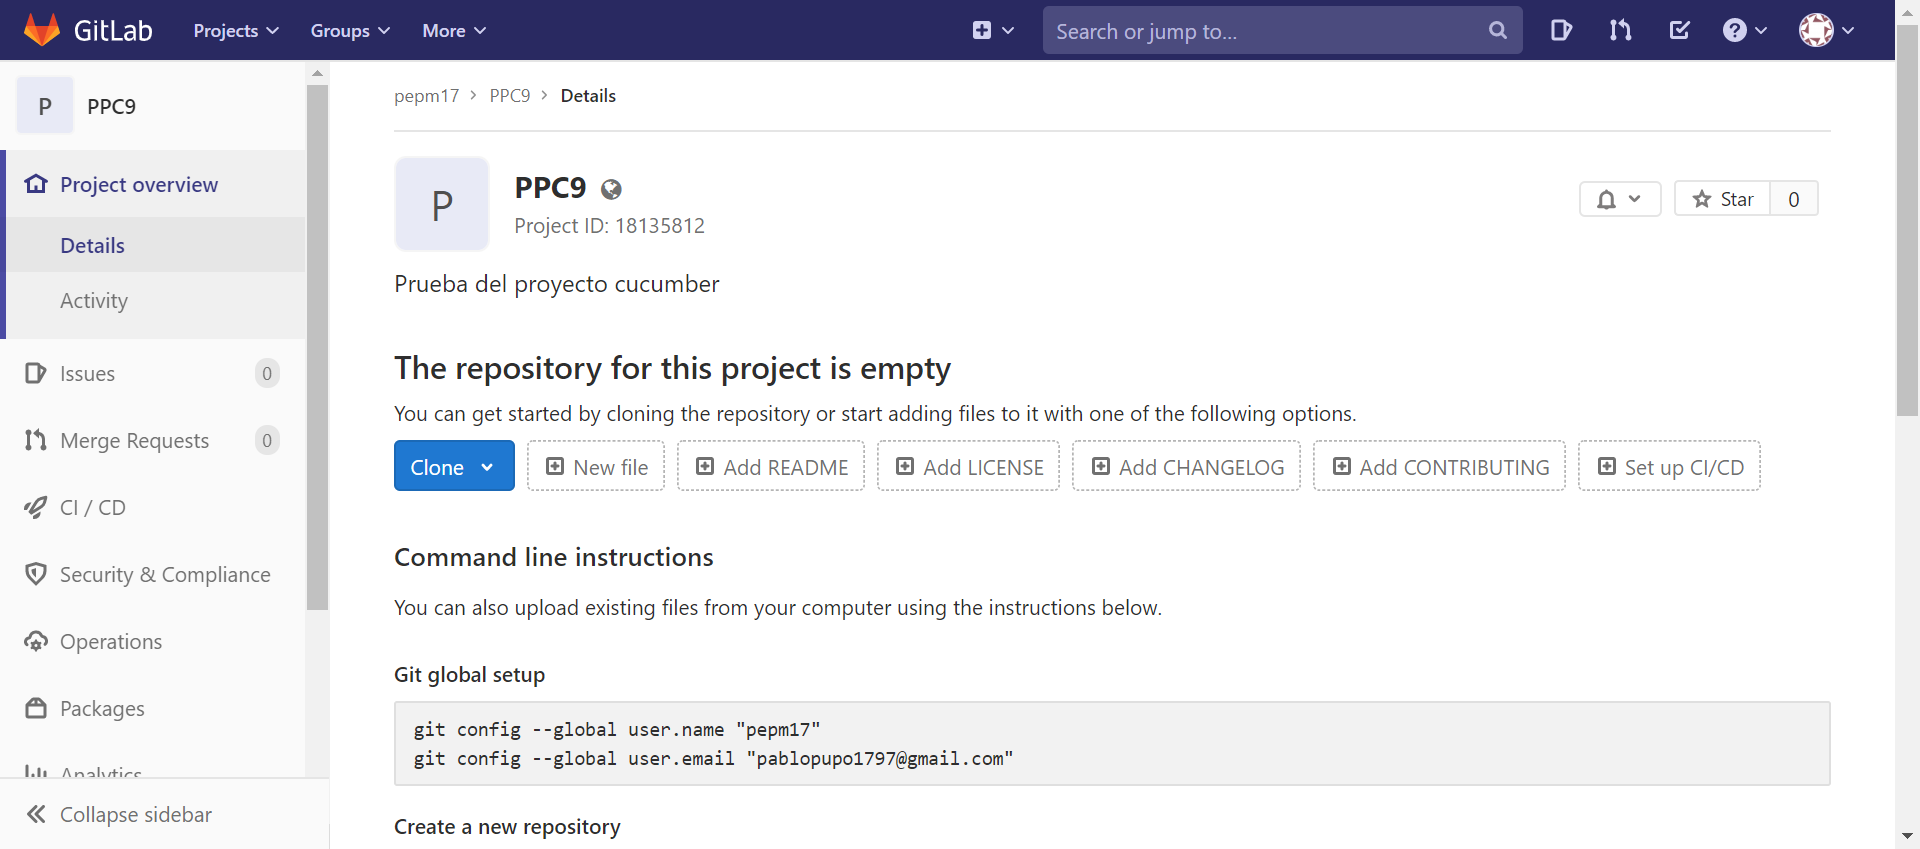 GitLab Projects Groups More Search or jump to...
P PPC9
Project overview
Details
Activity
Issues 0
Merge Requests 0
CI / CD
Security & Compliance
Operations
Packages
Analytics
Collapse sidebar
pepm17 > PPC9 > Details
P
PPC9
Project ID: 18135812
Star 0
Prueba del proyecto cucumber
The repository for this project is empty
You can get started by cloning the repository or start adding files to it with one of the following options.
Clone New file Add README Add LICENSE Add CHANGELOG Add CONTRIBUTING Set up CI/CD
Command line instructions
You can also upload existing files from your computer using the instructions below.
Git global setup
git config --global user.name "pepm17"
git config --global user.email "pablopupo1797@gmail.com"
Create a new repository